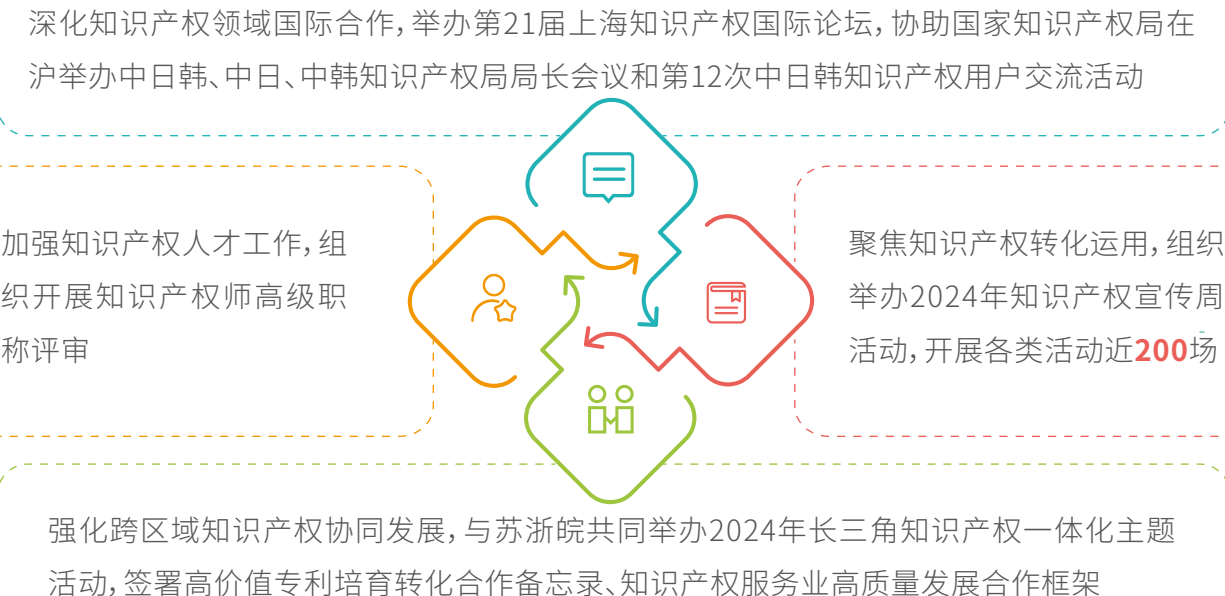 深化知识产权领域国际合作，举办第21届上海知识产权国际论坛，协助国家知识产权局在
沪举办中日韩、中日、中韩知识产权局局长会议和第12次中日韩知识产权用户交流活动
加强知识产权人才工作，组
织开展知识产权师高级职
称评审
聚焦知识产权转化运用，组织
举办2024年知识产权宣传周
活动，开展各类活动近200场
强化跨区域知识产权协同发展，与苏浙皖共同举办2024年长三角知识产权一体化主题
活动，签署高价值专利培育转化合作备忘录、知识产权服务业高质量发展合作框架